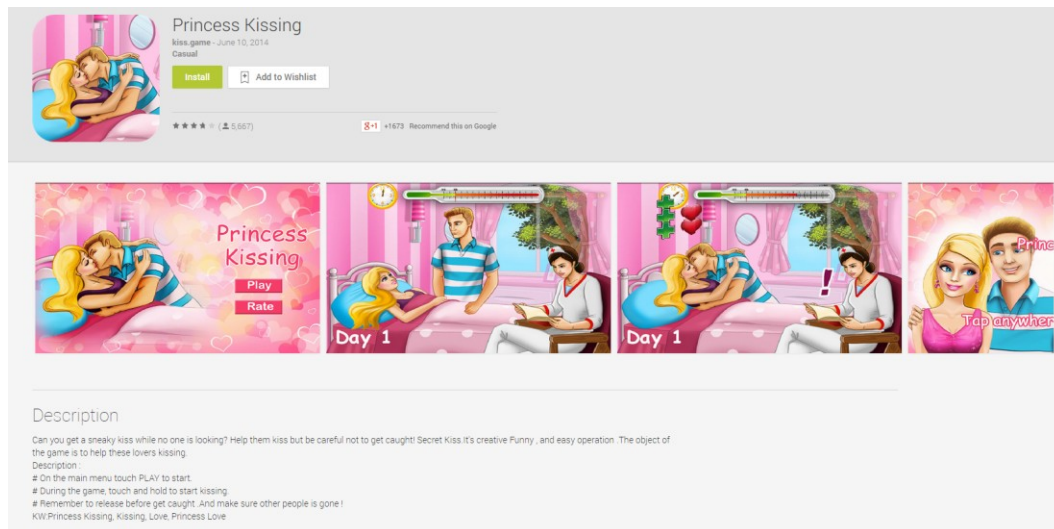 Princess Kissing
kiss.game - June 10, 2014
Casual
Install
Add to Wishlist
(5,667)
g+1 +1673 Recommend this on Google
Princess
Kissing
Play
Rate
Day 1
!
Day 1
Princ
Tap anywher
Description
Can you get a sneaky kiss while no one is looking? Help them kiss but be careful not to get caught! Secret Kiss.It's creative Funny , and easy operation .The object of
the game is to help these lovers kissing.
Description :
# On the main menu touch PLAY to start.
# During the game, touch and hold to start kissing.
# Remember to release before get caught .And make sure other people is gone !
KW:Princess Kissing, Kissing, Love, Princess Love